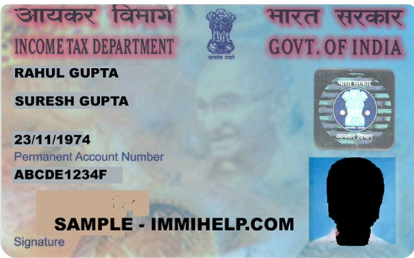 आयकर विभाग भारत सरकार
INCOME TAX DEPARTMENT GOVT. OF INDIA
RAHUL GUPTA
SURESH GUPTA
23/11/1974
Permanent Account Number
ABCDE1234F
SAMPLE - IMMIHELP.COM
Signature